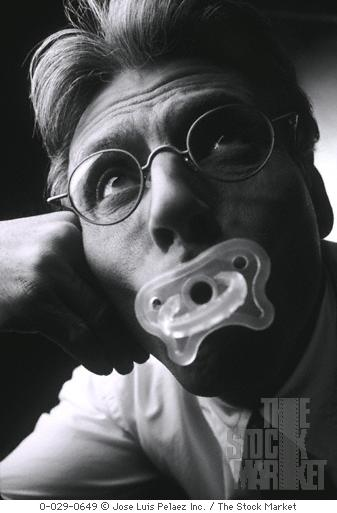 THE
STOCK
MARKET
0-029-0649 © Jose Luis Pelaez Inc. / The Stock Market